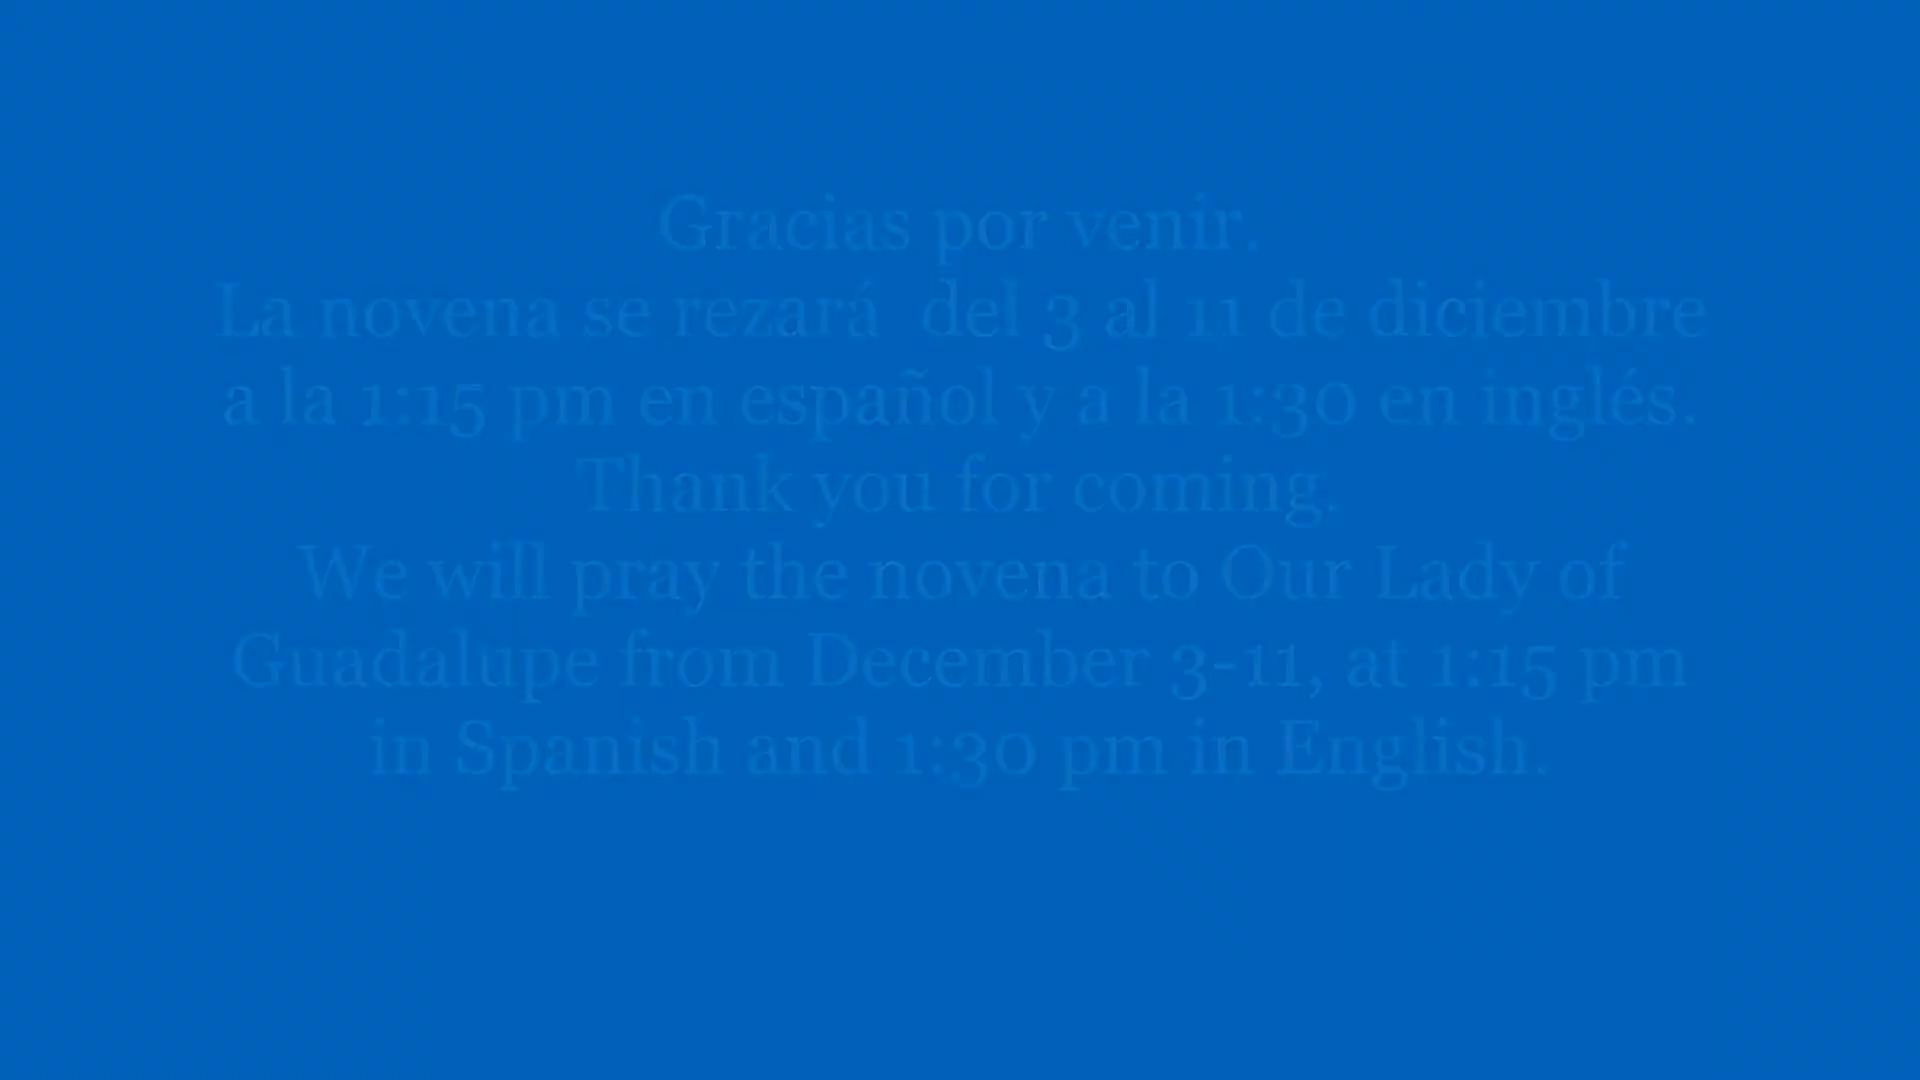 Gracias por venir.
La novena se rezará  del 3 al 11 de diciembre
a la 1:15 pm en español y a la 1:30 en inglés.
Thank you for coming.
We will pray the novena to Our Lady of
Guadalupe from December 3-11, at 1:15 pm
in Spanish and 1:30 pm in English.